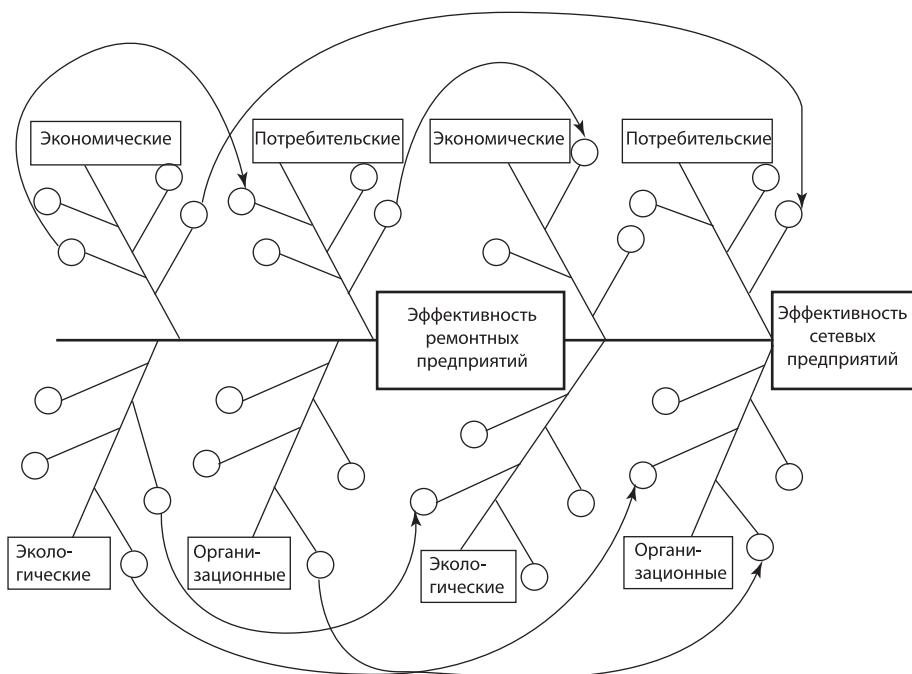 Экономические
Потребительские
Экономические
Потребительские
Эффективность
ремонтных
предприятий
Эффективность
сетевых
предприятий
Эколо-
гические
Органи-
зационные
Эколо-
гические
Органи-
зационные